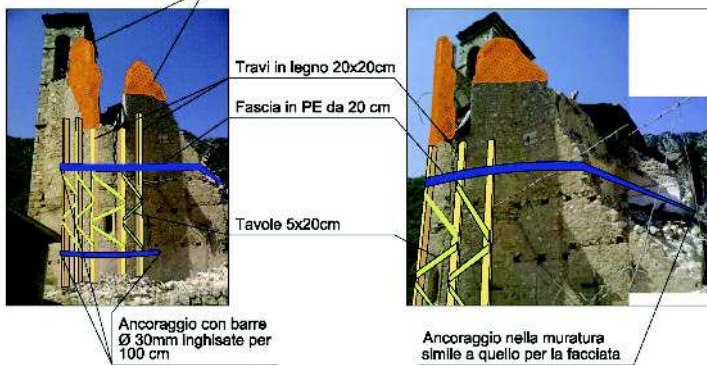 Travi in legno 20x20cm
Fascia in PE da 20 cm
Tavole 5x20cm
Ancoraggio con barre
Ø 30mm inghisate per
100 cm
Ancoraggio nella muratura
simile a quello per la facciata